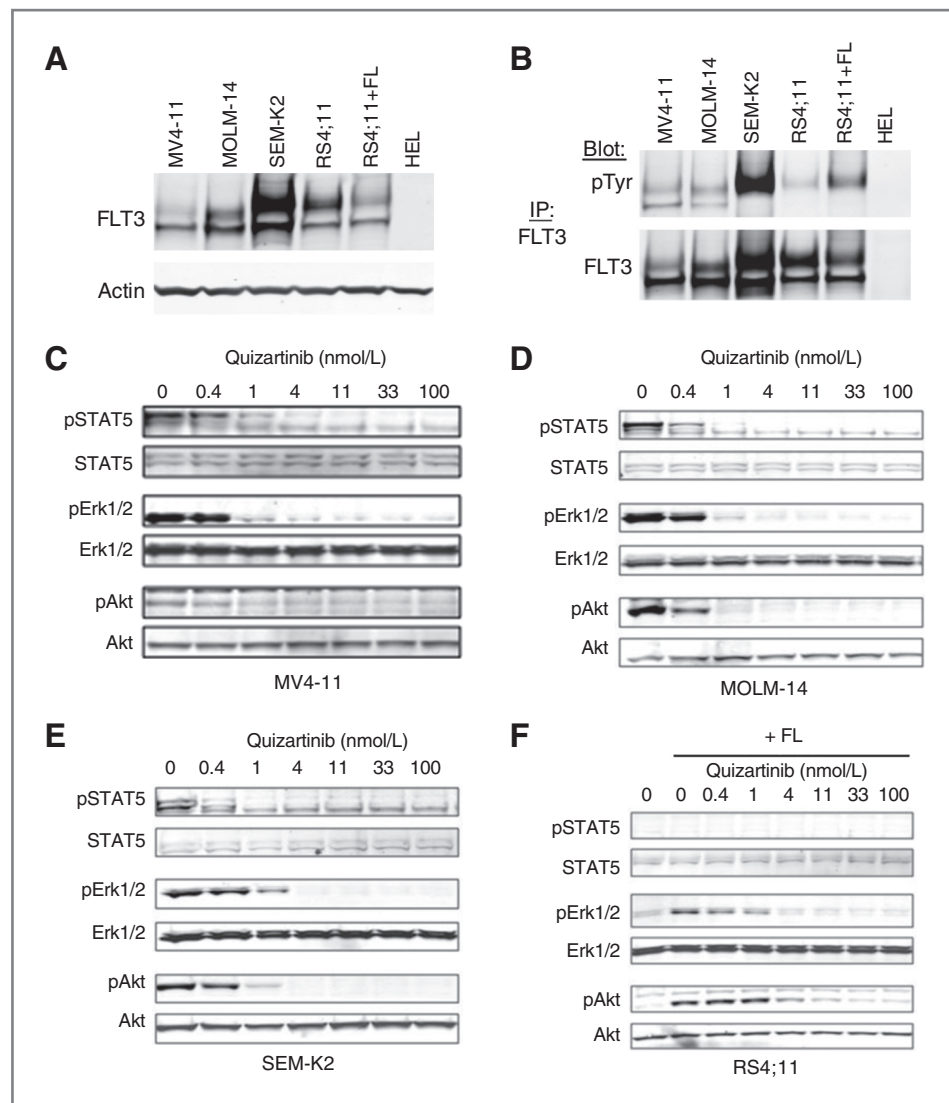 A
MV4-11
MOLM-14
SEM-K2
RS4;11
RS4;11+FL
HEL
FLT3
Actin
B
MV4-11
MOLM-14
SEM-K2
RS4;11
RS4;11+FL
HEL
Blot:
pTyr
IP:
FLT3
FLT3
C
Quizartinib (nmol/L)
0 0.4 1 4 11 33 100
pSTAT5
STAT5
pErk1/2
Erk1/2
pAkt
Akt
MV4-11
D
Quizartinib (nmol/L)
0 0.4 1 4 11 33 100
pSTAT5
STAT5
pErk1/2
Erk1/2
pAkt
Akt
MOLM-14
E
Quizartinib (nmol/L)
0 0.4 1 4 11 33 100
pSTAT5
STAT5
pErk1/2
Erk1/2
pAkt
Akt
SEM-K2
F
+ FL
Quizartinib (nmol/L)
0 0 0.4 1 4 11 33 100
pSTAT5
STAT5
pErk1/2
Erk1/2
pAkt
Akt
RS4;11